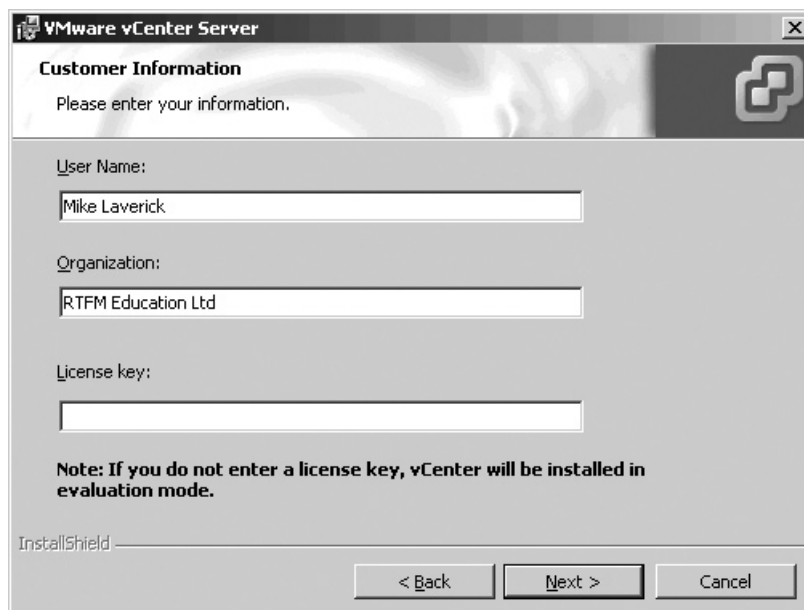 VMware vCenter Server
Customer Information
Please enter your information.
User Name:
Mike Laverick
Organization:
RTFM Education Ltd
License key:
Note: If you do not enter a license key, vCenter will be installed in
evaluation mode.
InstallShield
< Back
Next >
Cancel